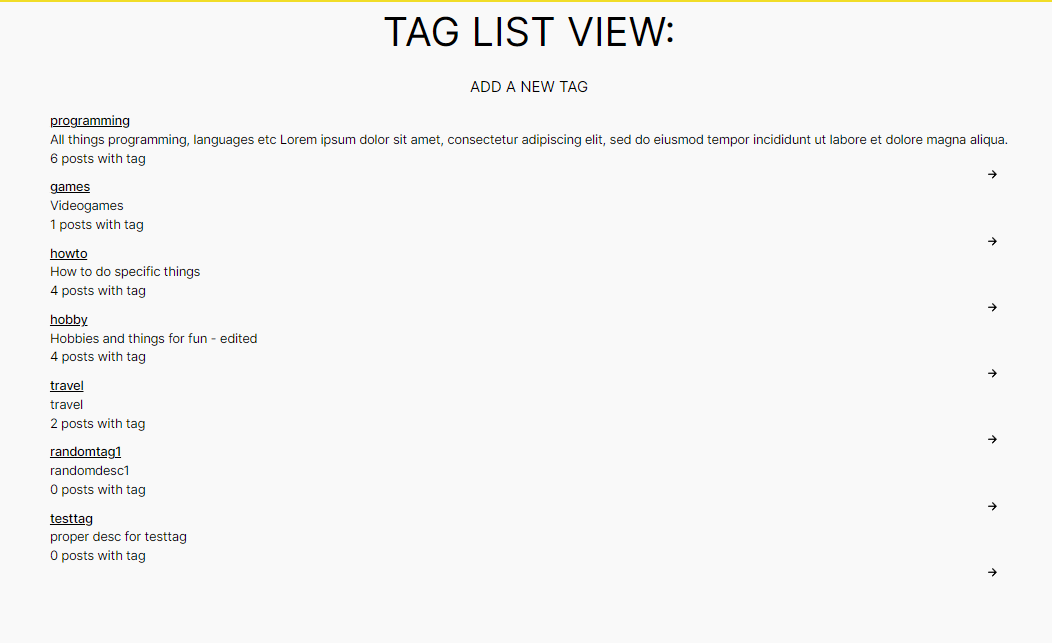 TAG LIST VIEW:
ADD A NEW TAG
programming
All things programming, languages etc Lorem ipsum dolor sit amet, consectetur adipiscing elit, sed do eiusmod tempor incididunt ut labore et dolore magna aliqua.
6 posts with tag
→
games
Videogames
1 posts with tag
→
howto
How to do specific things
4 posts with tag
→
hobby
Hobbies and things for fun - edited
4 posts with tag
→
travel
travel
2 posts with tag
→
randomtag1
randomdesc1
0 posts with tag
→
testtag
proper desc for testtag
0 posts with tag
→